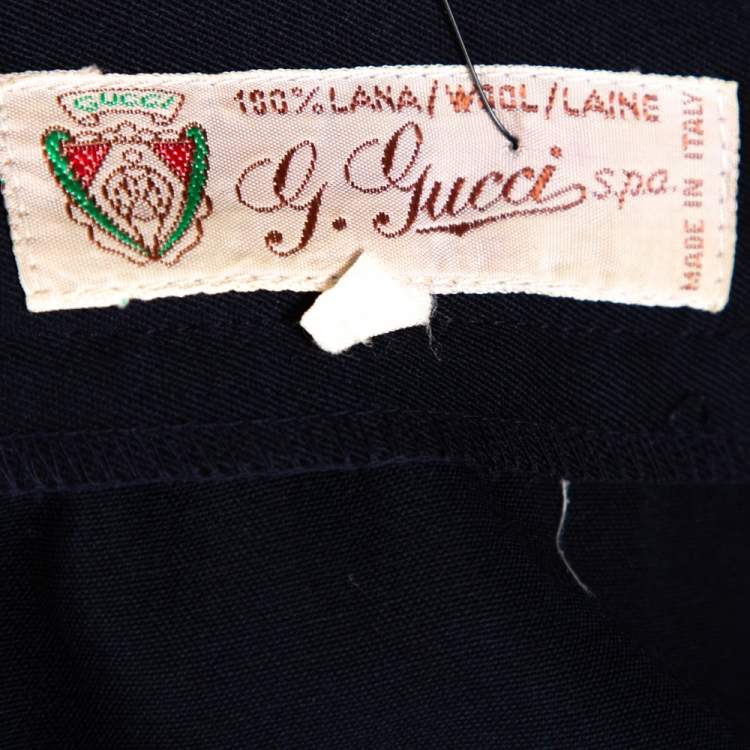 GUCCI
100% LANA/WOOL/LAINE
G. Gucci s.p.a.
MADE IN ITALY